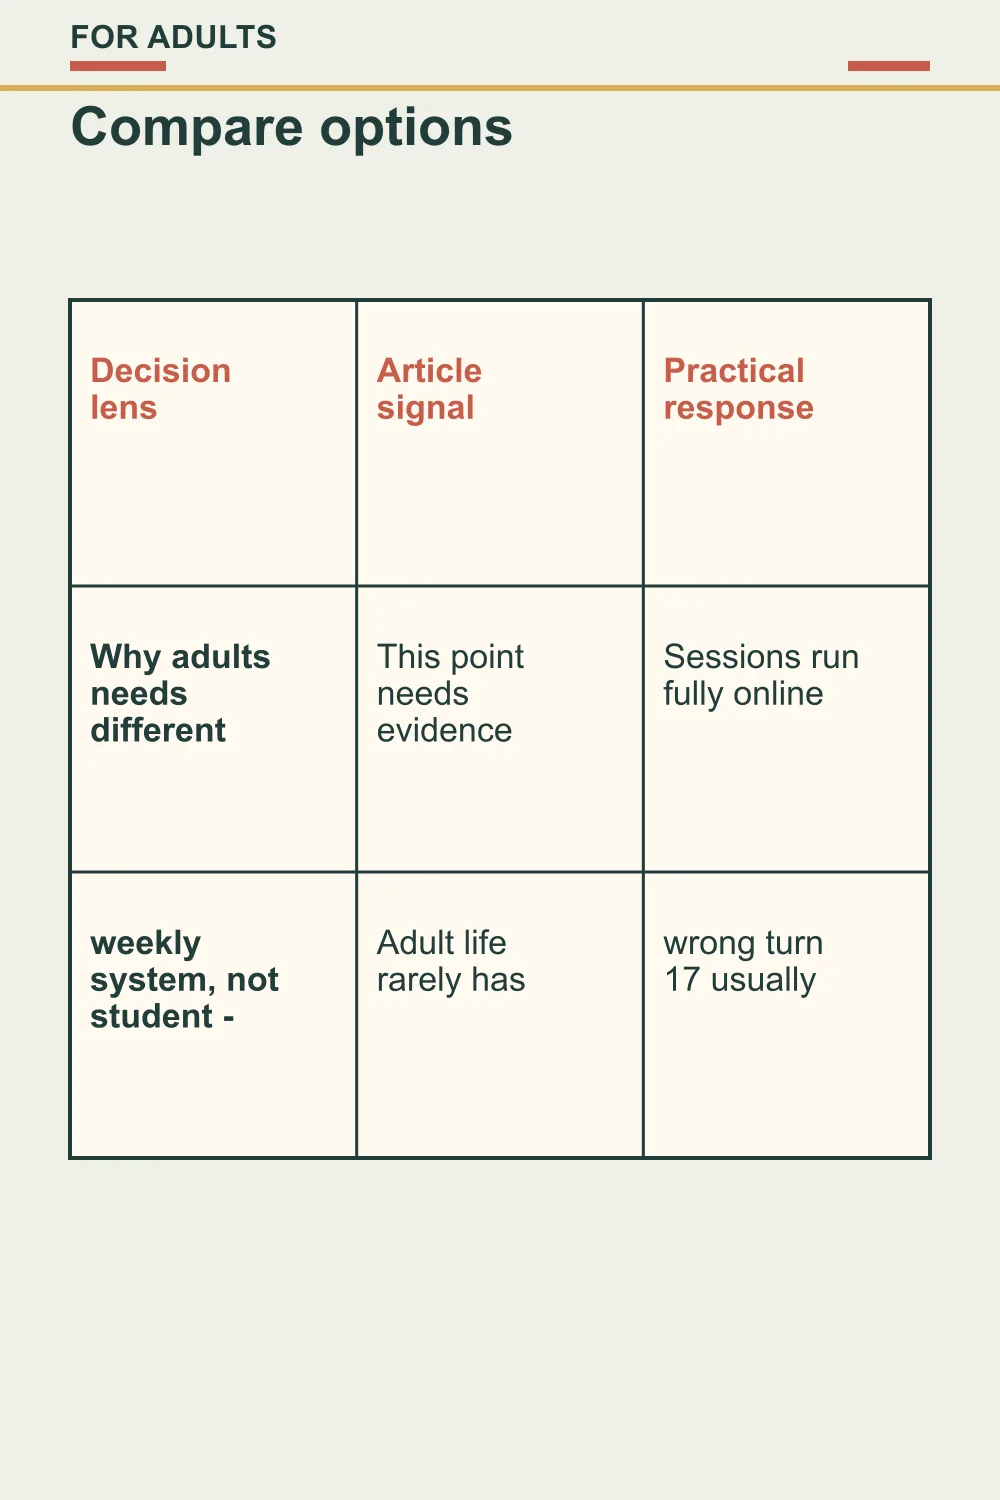 FOR ADULTS
Compare options
Decision
lens
Article
signal
Practical
response
Why adults
needs
different
This point
needs
evidence
Sessions run
fully online
weekly
system, not
student -
Adult life
rarely has
wrong turn
17 usually